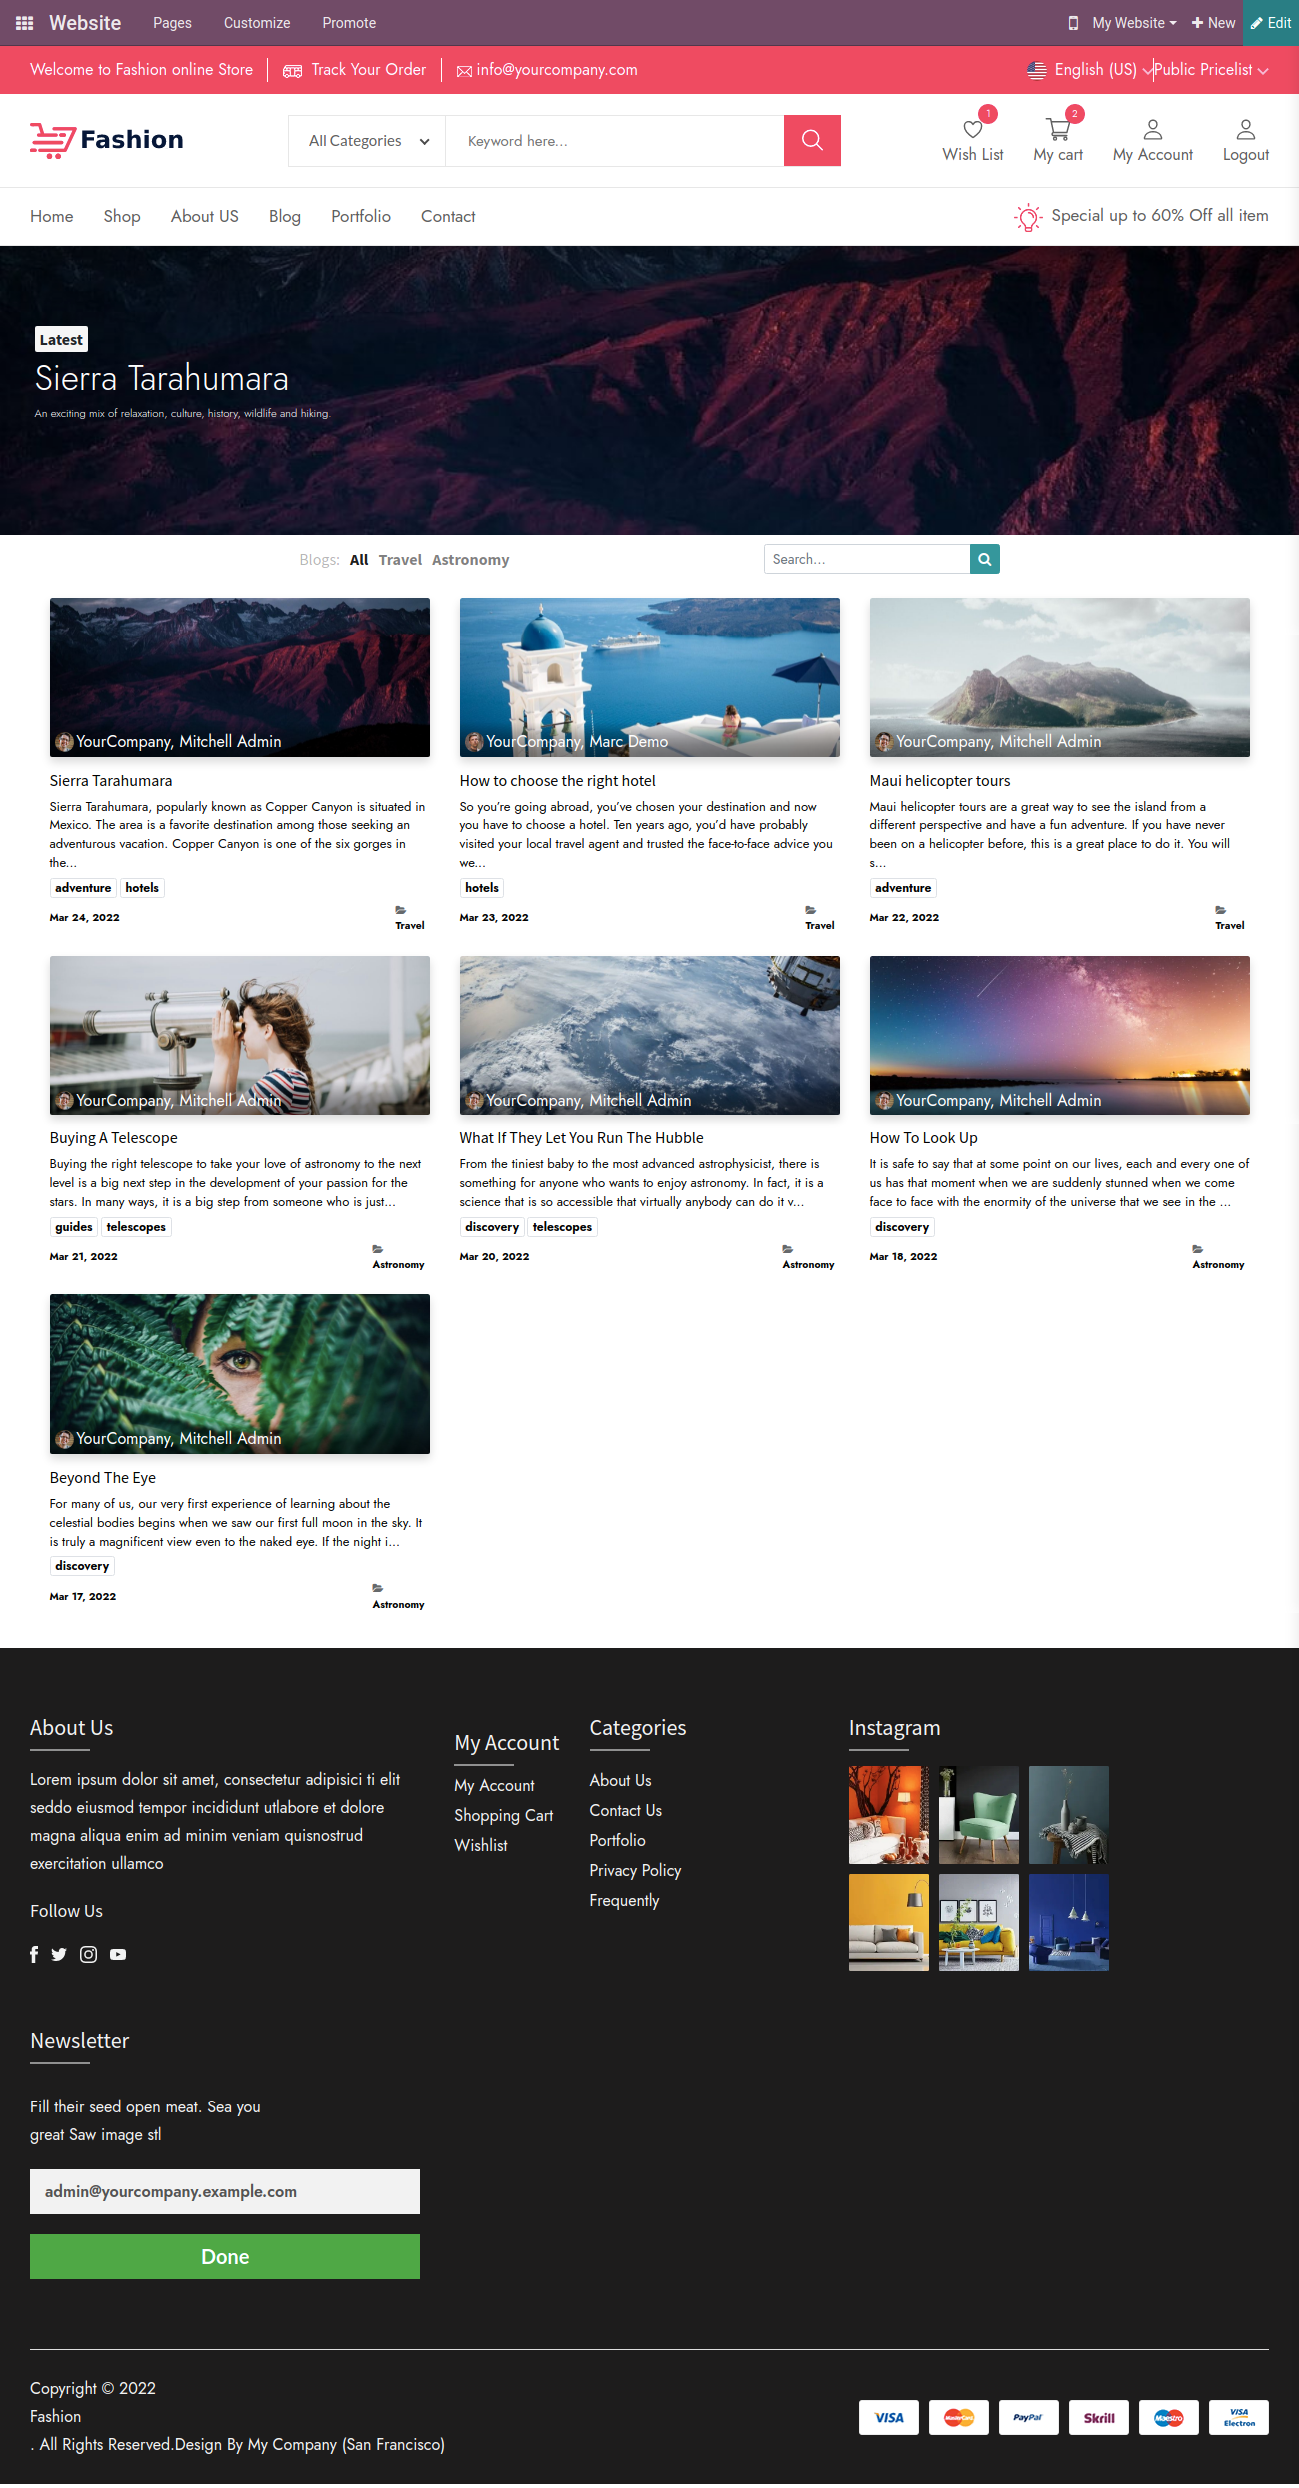 Website Pages Customize Promote My Website New Edit
Welcome to Fashion online Store Track Your Order info@yourcompany.com English (US) Public Pricelist
Fashion All Categories Keyword here... 1 2
Wish List My cart My Account Logout
Home Shop About US Blog Portfolio Contact Special up to 60% Off all item
Latest
Sierra Tarahumara
An exciting mix of relaxation, culture, history, wildlife and hiking.
Blogs: All Travel Astronomy Search...
YourCompany, Mitchell Admin
Sierra Tarahumara
Sierra Tarahumara, popularly known as Copper Canyon is situated in
Mexico. The area is a favorite destination among those seeking an
adventurous vacation. Copper Canyon is one of the six gorges in
the...
adventure hotels
Mar 24, 2022
Travel
YourCompany, Marc Demo
How to choose the right hotel
So you’re going abroad, you’ve chosen your destination and now
you have to choose a hotel. Ten years ago, you’d have probably
visited your local travel agent and trusted the face-to-face advice you
we...
hotels
Mar 23, 2022
Travel
YourCompany, Mitchell Admin
Maui helicopter tours
Maui helicopter tours are a great way to see the island from a
different perspective and have a fun adventure. If you have never
been on a helicopter before, this is a great place to do it. You will
s...
adventure
Mar 22, 2022
Travel
YourCompany, Mitchell Admin
Buying A Telescope
Buying the right telescope to take your love of astronomy to the next
level is a big next step in the development of your passion for the
stars. In many ways, it is a big step from someone who is just...
guides telescopes
Mar 21, 2022
Astronomy
YourCompany, Mitchell Admin
What If They Let You Run The Hubble
From the tiniest baby to the most advanced astrophysicist, there is
something for anyone who wants to enjoy astronomy. In fact, it is a
science that is so accessible that virtually anybody can do it v...
discovery telescopes
Mar 20, 2022
Astronomy
YourCompany, Mitchell Admin
How To Look Up
It is safe to say that at some point on our lives, each and every one of
us has that moment when we are suddenly stunned when we come
face to face with the enormity of the universe that we see in the ...
discovery
Mar 18, 2022
Astronomy
YourCompany, Mitchell Admin
Beyond The Eye
For many of us, our very first experience of learning about the
celestial bodies begins when we saw our first full moon in the sky. It
is truly a magnificent view even to the naked eye. If the night i...
discovery
Mar 17, 2022
Astronomy
About Us
Lorem ipsum dolor sit amet, consectetur adipisici ti elit
seddo eiusmod tempor incididunt utlabore et dolore
magna aliqua enim ad minim veniam quisnostrud
exercitation ullamco
Follow Us
My Account
My Account
Shopping Cart
Wishlist
Categories
About Us
Contact Us
Portfolio
Privacy Policy
Frequently
Instagram
Newsletter
Fill their seed open meat. Sea you
great Saw image stl
admin@yourcompany.example.com
Done
Copyright © 2022
Fashion
. All Rights Reserved.Design By My Company (San Francisco)
VISA MasterCard PayPal Skrill Maestro VISA Electron